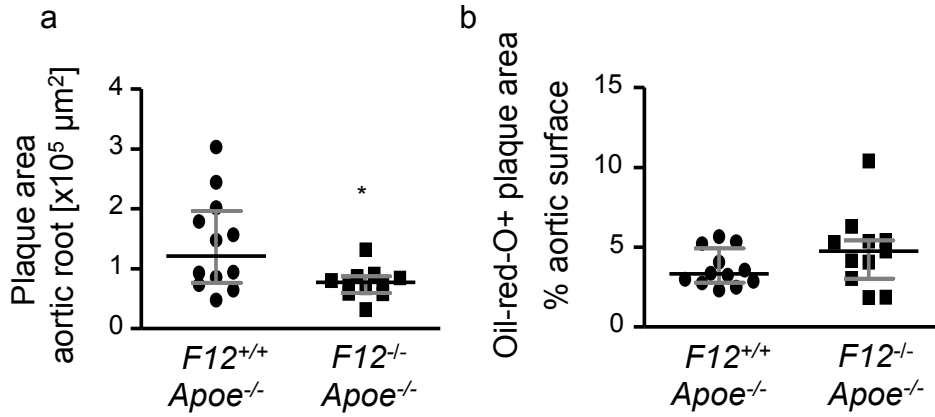 a
Plaque area
aortic root [x10⁵ µm²]
4
3
2
1
0
*
F12⁺/⁺
Apoe⁻/⁻
F12⁻/⁻
Apoe⁻/⁻
b
Oil-red-O+ plaque area
% aortic surface
15
10
5
0
F12⁺/⁺
Apoe⁻/⁻
F12⁻/⁻
Apoe⁻/⁻